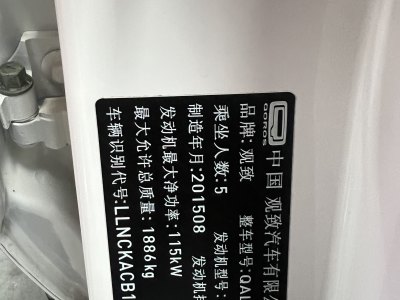 QOROS
中国 观致汽车有限
品牌:观致 整车型号:QAL
乘坐人数:5 发动机型号:
制造年月:201508 发动机排
发动机最大净功率:115kW
最大允许总质量:1886kg
车辆识别代号:LLNCKACB1